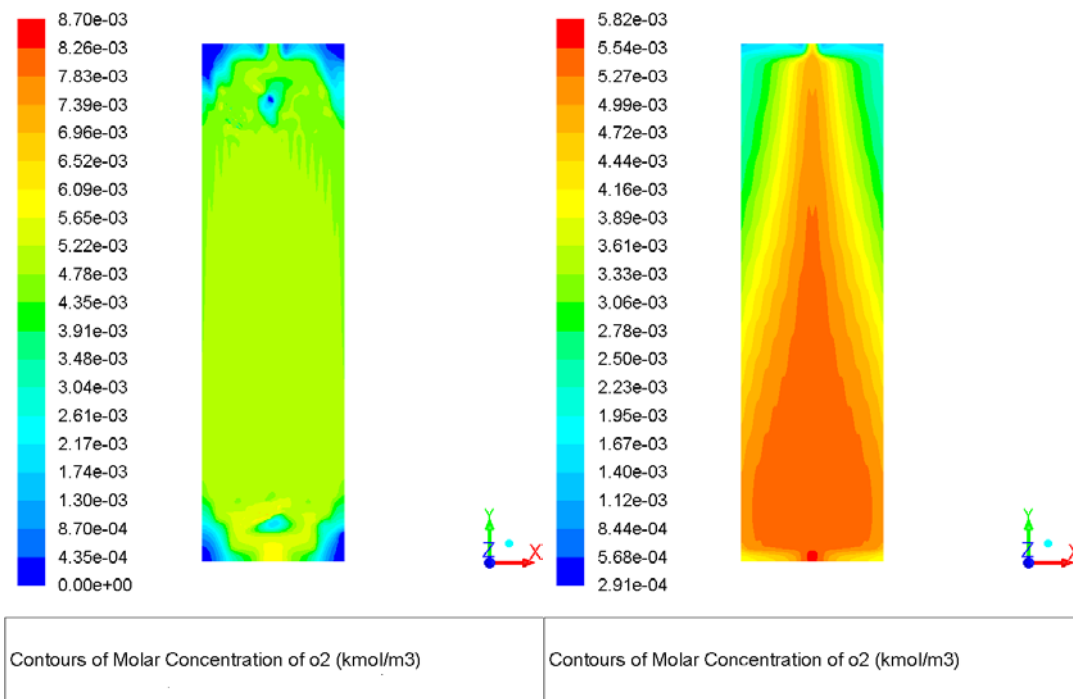 8.70e-03
8.26e-03
7.83e-03
7.39e-03
6.96e-03
6.52e-03
6.09e-03
5.65e-03
5.22e-03
4.78e-03
4.35e-03
3.91e-03
3.48e-03
3.04e-03
2.61e-03
2.17e-03
1.74e-03
1.30e-03
8.70e-04
4.35e-04
0.00e+00
Y
Z
X
Contours of Molar Concentration of o2 (kmol/m3)
5.82e-03
5.54e-03
5.27e-03
4.99e-03
4.72e-03
4.44e-03
4.16e-03
3.89e-03
3.61e-03
3.33e-03
3.06e-03
2.78e-03
2.50e-03
2.23e-03
1.95e-03
1.67e-03
1.40e-03
1.12e-03
8.44e-04
5.68e-04
2.91e-04
Y
Z
X
Contours of Molar Concentration of o2 (kmol/m3)